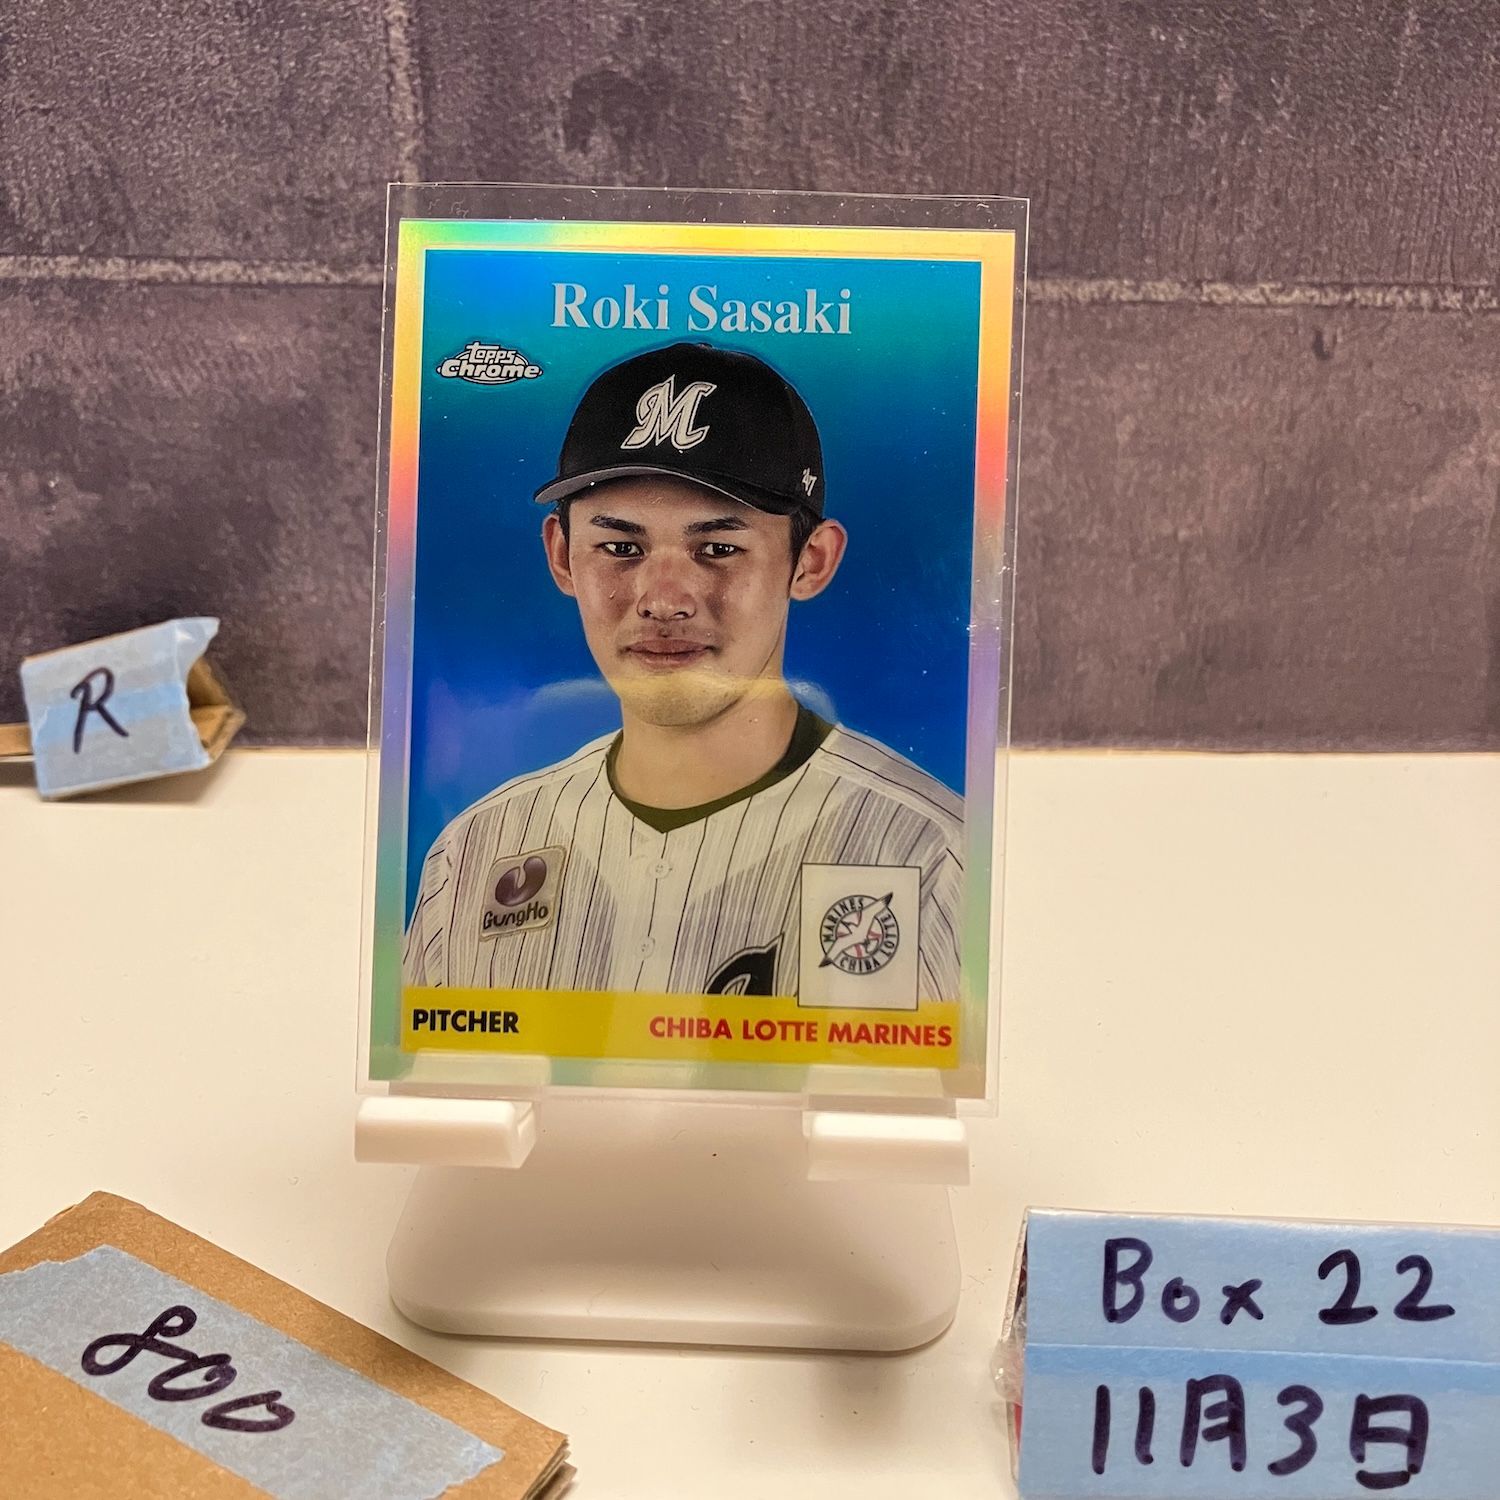 Roki Sasaki
Topps
Chrome
M
'47
R
GungHo
MARINES
CHIBA LOTTE
PITCHER
CHIBA LOTTE MARINES
800
Box 22
11月3日